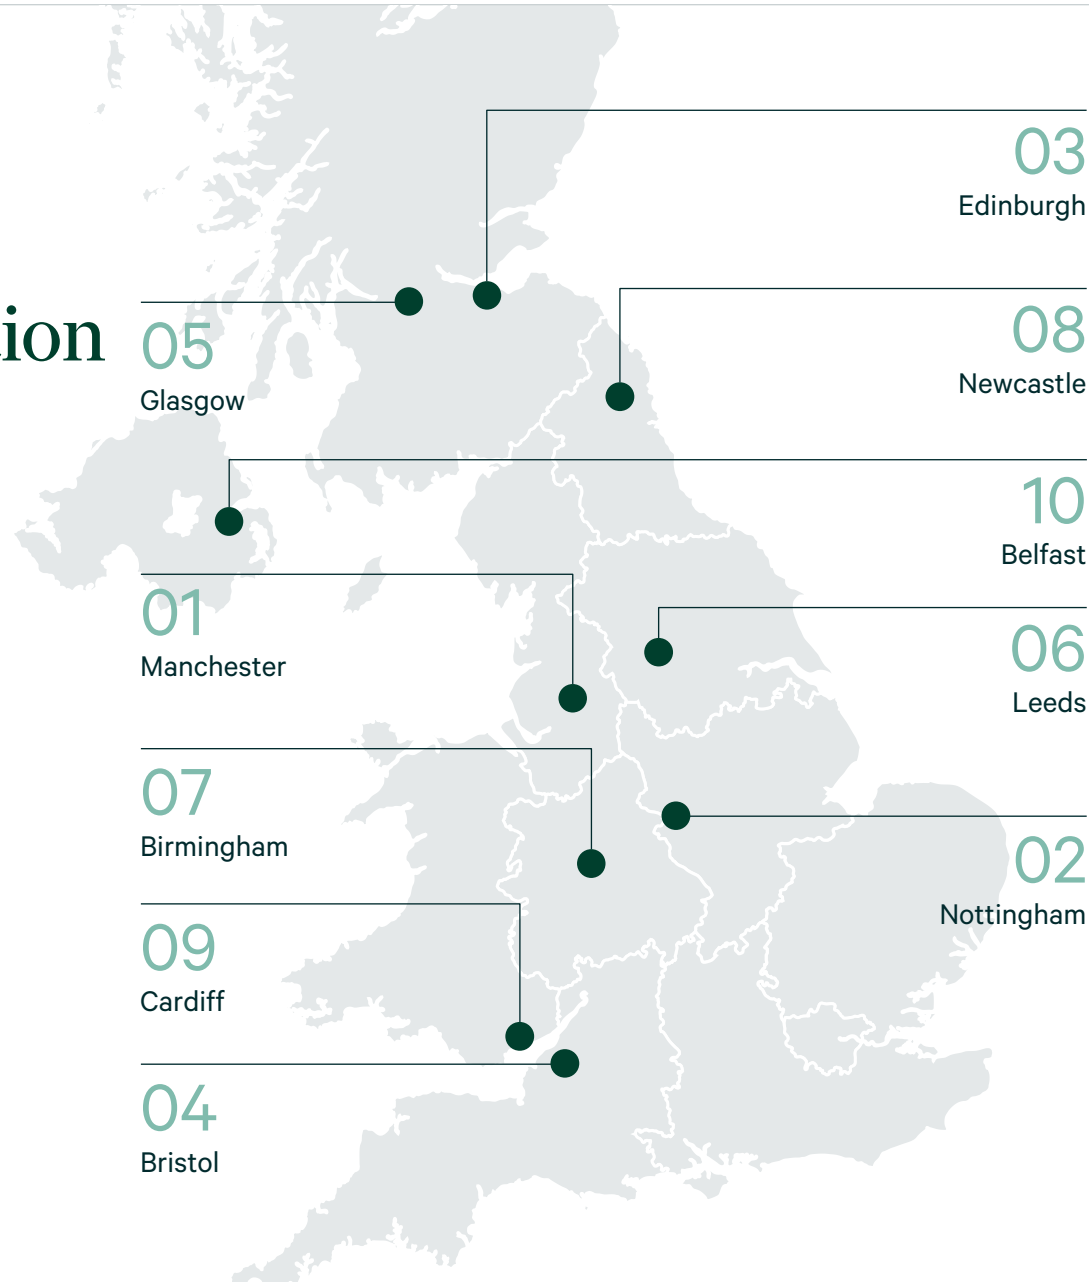 03
Edinburgh
ion
05
Glasgow
08
Newcastle
10
Belfast
01
Manchester
06
Leeds
07
Birmingham
02
Nottingham
09
Cardiff
04
Bristol